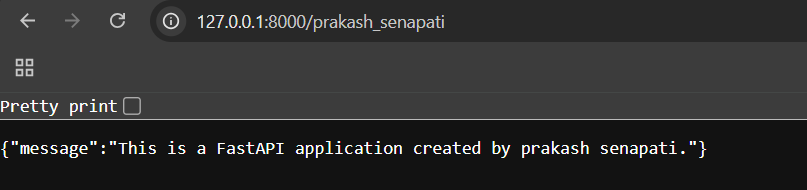 127.0.0.1:8000/prakash_senapati
Pretty print
{"message":"This is a FastAPI application created by prakash senapati."}